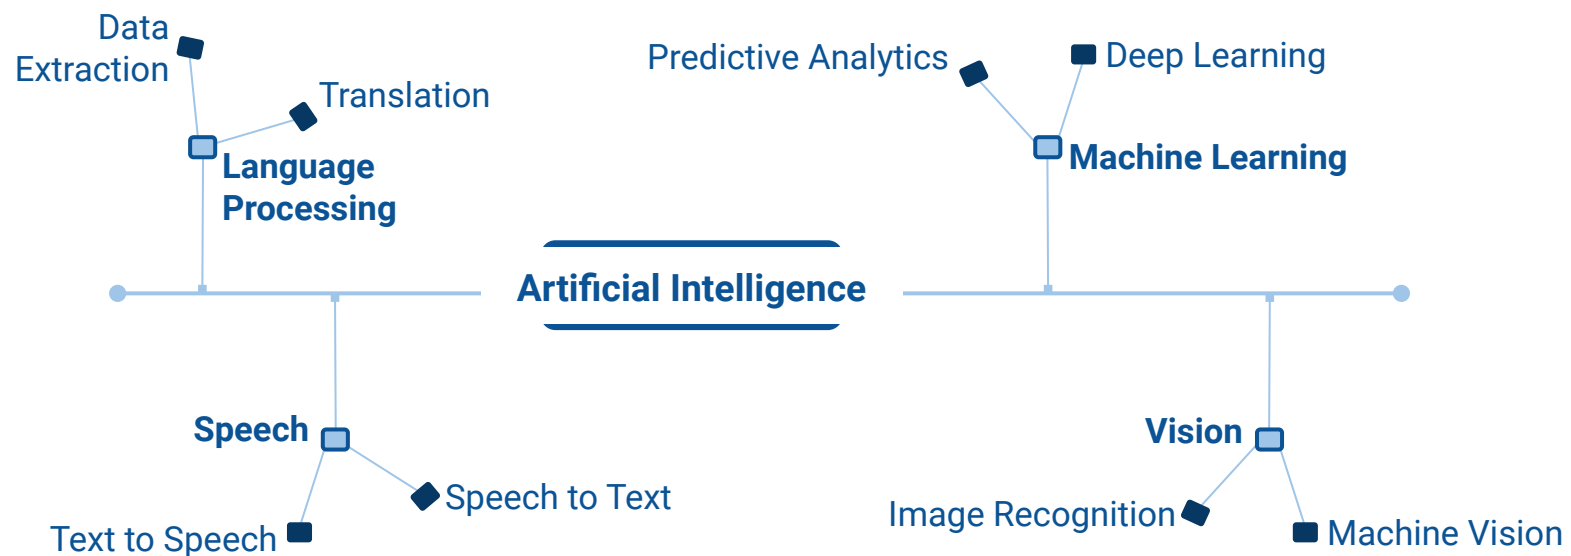 Data
Extraction
Translation
Language
Processing
Predictive Analytics
Deep Learning
Machine Learning
Artificial Intelligence
Speech
Speech to Text
Text to Speech
Vision
Image Recognition
Machine Vision